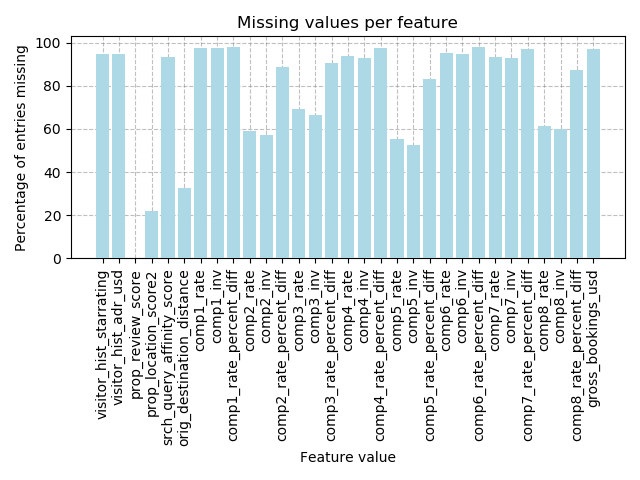 Missing values per feature
Percentage of entries missing
100
80
60
40
20
0
visitor_hist_starrating
visitor_hist_adr_usd
prop_review_score
prop_location_score2
srch_query_affinity_score
orig_destination_distance
comp1_rate
comp1_inv
comp1_rate_percent_diff
comp2_rate
comp2_inv
comp2_rate_percent_diff
comp3_rate
comp3_inv
comp3_rate_percent_diff
comp4_rate
comp4_inv
comp4_rate_percent_diff
comp5_rate
comp5_inv
comp5_rate_percent_diff
comp6_rate
comp6_inv
comp6_rate_percent_diff
comp7_rate
comp7_inv
comp7_rate_percent_diff
comp8_rate
comp8_inv
comp8_rate_percent_diff
gross_bookings_usd
Feature value